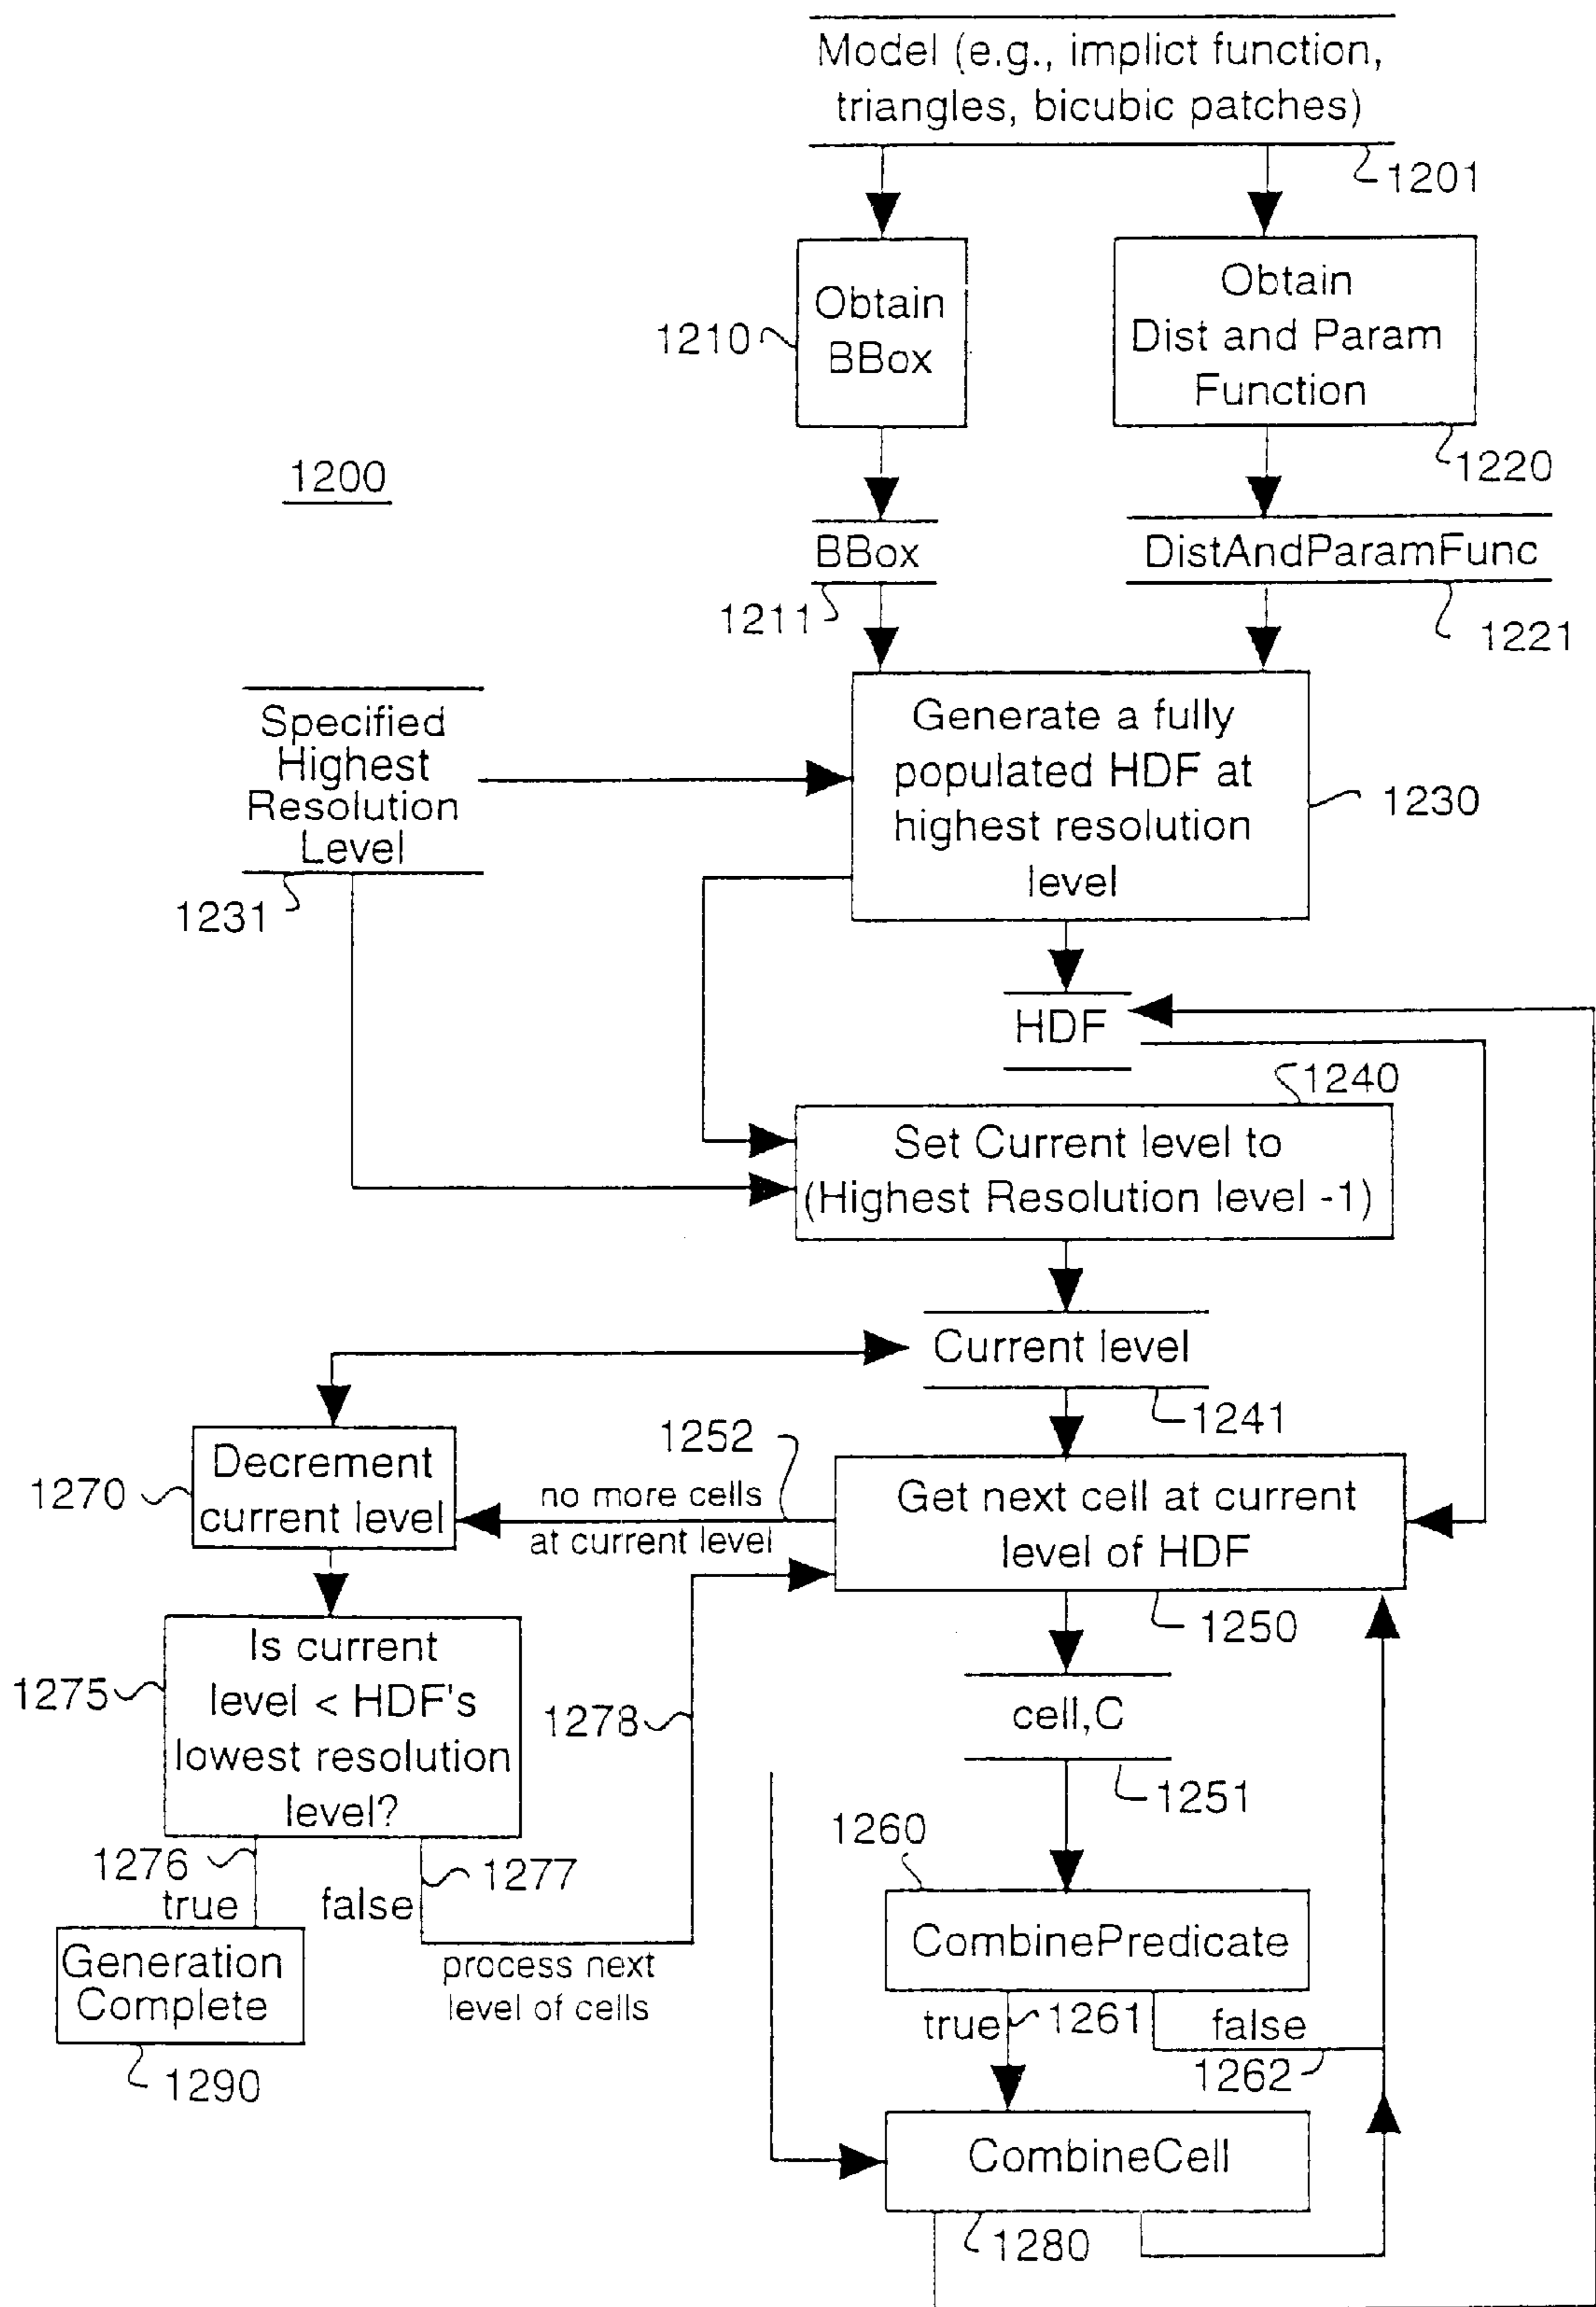 Model (e.g., implict function,
triangles, bicubic patches)
1201
Obtain
BBox
1210
Obtain
Dist and Param
Function
1220
1200
BBox
1211
DistAndParamFunc
1221
Specified
Highest
Resolution
Level
1231
Generate a fully
populated HDF at
highest resolution
level
1230
HDF
1240
Set Current level to
(Highest Resolution level -1)
Current level
1241
1252
Decrement
current level
1270
no more cells
at current level
Get next cell at current
level of HDF
1250
Is current
level < HDF's
lowest resolution
level?
1275
1278
cell,C
1251
1260
1276
true
1277
false
CombinePredicate
Generation
Complete
1290
process next
level of cells
true
1261
false
1262
CombineCell
1280